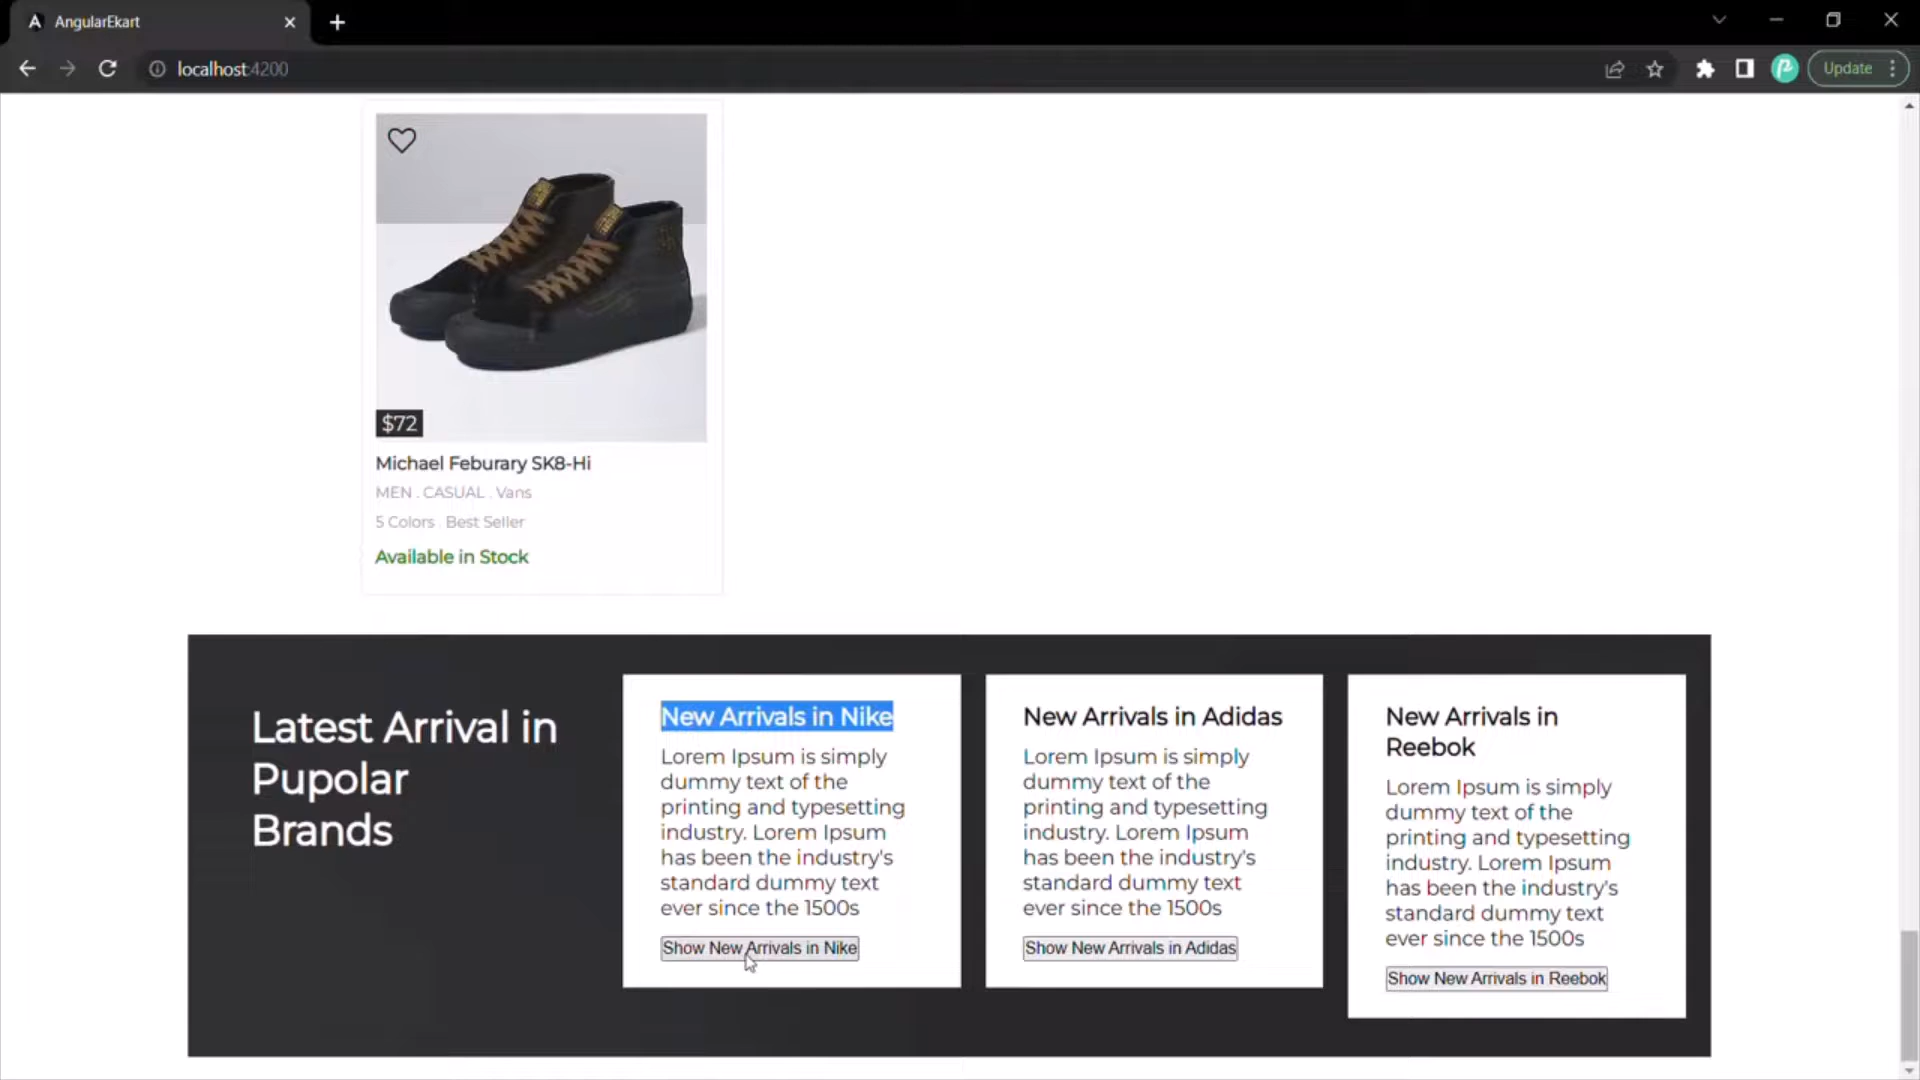 AngularEkart
localhost:4200
Update
$72
Michael Feburary SK8-Hi
MEN . CASUAL . Vans
5 Colors . Best Seller
Available in Stock
Latest Arrival in
Pupolar
Brands
New Arrivals in Nike
Lorem Ipsum is simply
dummy text of the
printing and typesetting
industry. Lorem Ipsum
has been the industry's
standard dummy text
ever since the 1500s
Show New Arrivals in Nike
New Arrivals in Adidas
Lorem Ipsum is simply
dummy text of the
printing and typesetting
industry. Lorem Ipsum
has been the industry's
standard dummy text
ever since the 1500s
Show New Arrivals in Adidas
New Arrivals in
Reebok
Lorem Ipsum is simply
dummy text of the
printing and typesetting
industry. Lorem Ipsum
has been the industry's
standard dummy text
ever since the 1500s
Show New Arrivals in Reebok